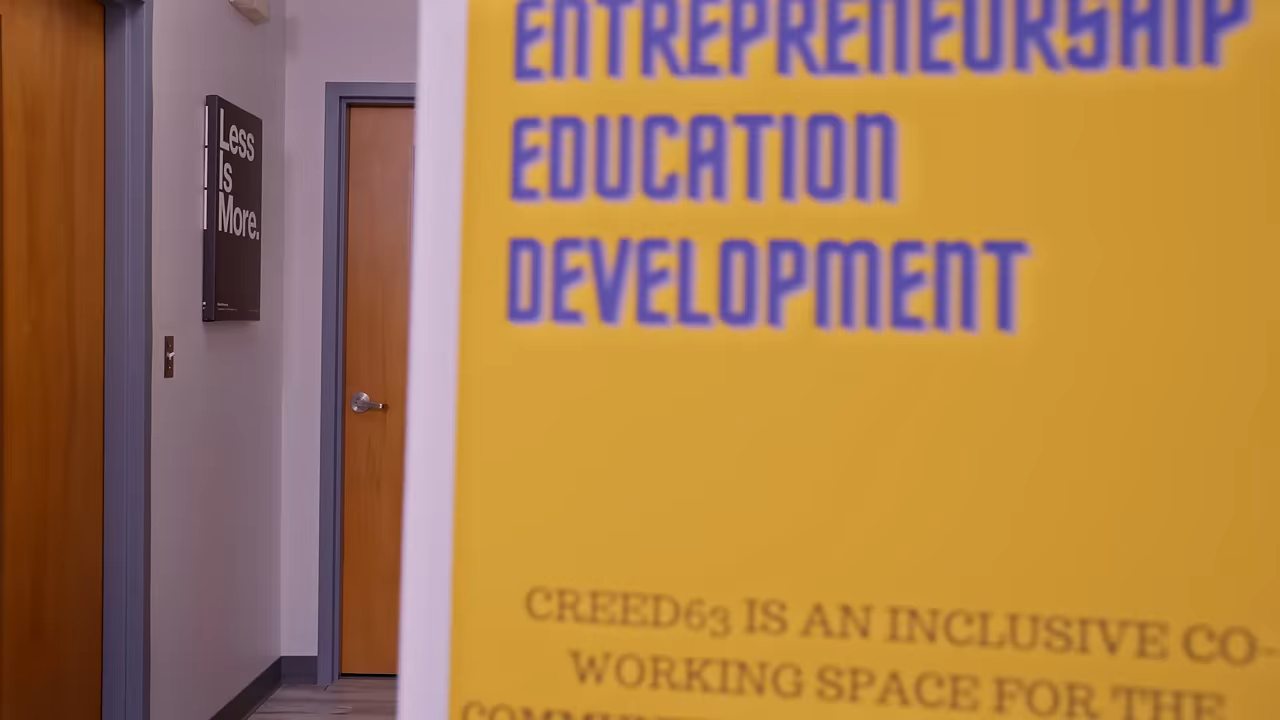 Less
Is
More.
ENTREPRENEURSHIP
EDUCATION
DEVELOPMENT
CREED63 IS AN INCLUSIVE CO-
WORKING SPACE FOR THE